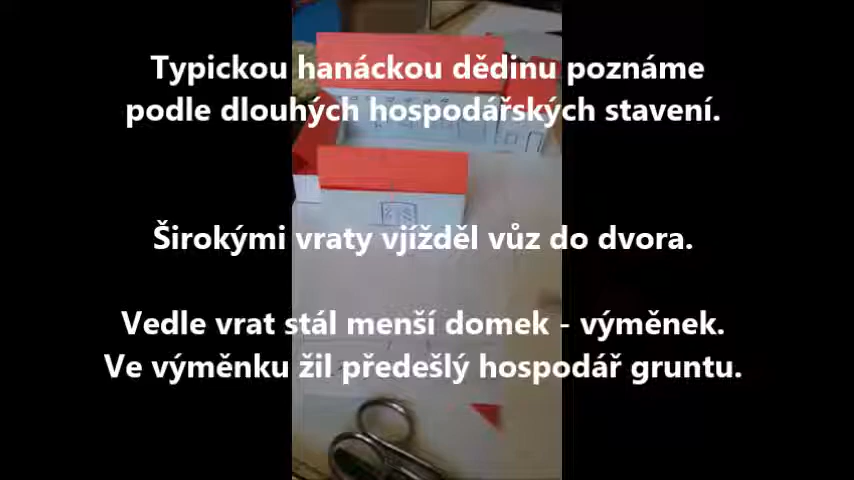 Typickou hanáckou dědinu poznáme
podle dlouhých hospodářských stavení.
Širokými vraty vjížděl vůz do dvora.
Vedle vrat stál menší domek - výměnek.
Ve výměnku žil předešlý hospodář gruntu.